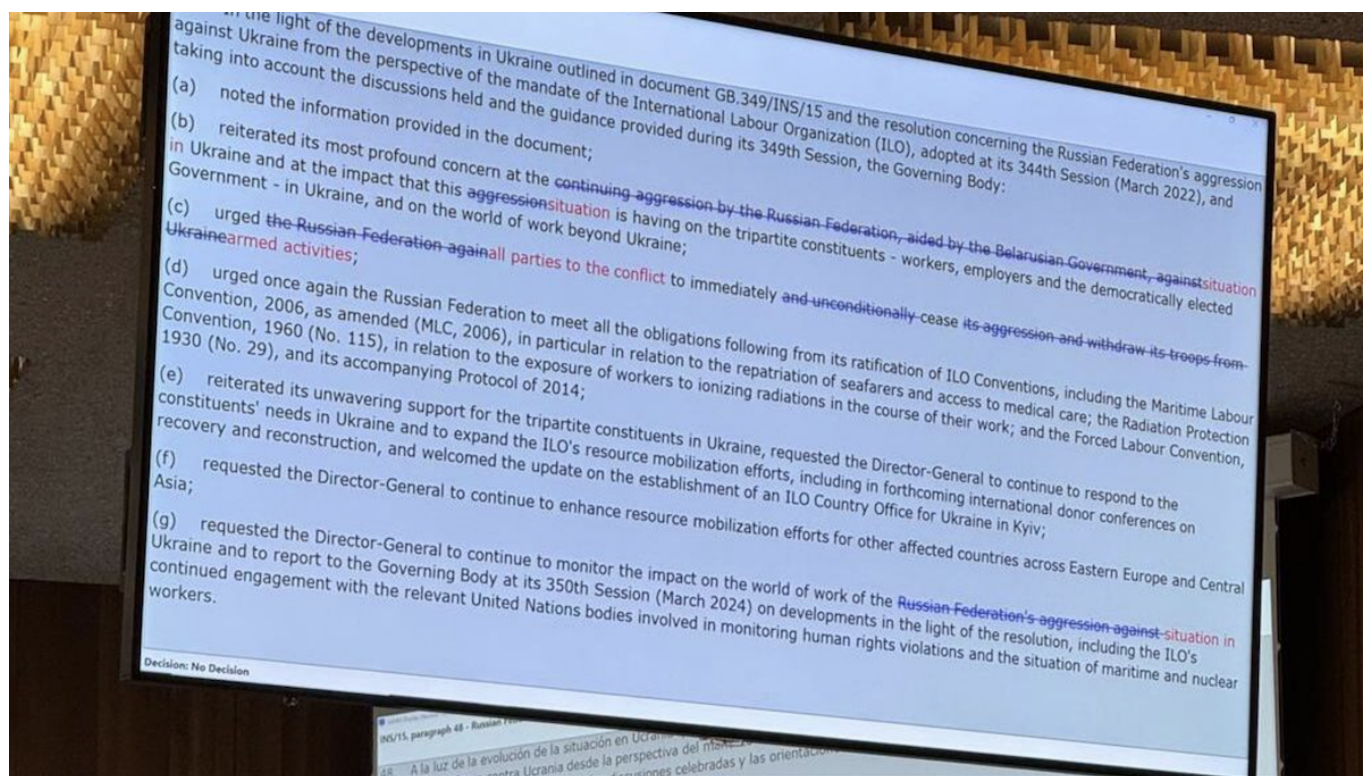 In the light of the developments in Ukraine outlined in document GB.349/INS/15 and the resolution concerning the Russian Federation's aggression
against Ukraine from the perspective of the mandate of the International Labour Organization (ILO), adopted at its 344th Session (March 2022), and
taking into account the discussions held and the guidance provided during its 349th Session, the Governing Body:
(a) noted the information provided in the document;
(b) reiterated its most profound concern at the continuing aggression by the Russian Federation, aided by the Belarusian Government, againstsituation
in Ukraine and at the impact that this aggressionsituation is having on the tripartite constituents - workers, employers and the democratically elected
Government - in Ukraine, and on the world of work beyond Ukraine;
(c) urged the Russian Federation againall parties to the conflict to immediately and unconditionally cease its aggression and withdraw its troops from
Ukrainearmed activities;
(d) urged once again the Russian Federation to meet all the obligations following from its ratification of ILO Conventions, including the Maritime Labour
Convention, 2006, as amended (MLC, 2006), in particular in relation to the repatriation of seafarers and access to medical care; the Radiation Protection
Convention, 1960 (No. 115), in relation to the exposure of workers to ionizing radiations in the course of their work; and the Forced Labour Convention,
1930 (No. 29), and its accompanying Protocol of 2014;
(e) reiterated its unwavering support for the tripartite constituents in Ukraine, requested the Director-General to continue to respond to the
constituents' needs in Ukraine and to expand the ILO's resource mobilization efforts, including in forthcoming international donor conferences on
recovery and reconstruction, and welcomed the update on the establishment of an ILO Country Office for Ukraine in Kyiv;
(f) requested the Director-General to continue to enhance resource mobilization efforts for other affected countries across Eastern Europe and Central
Asia;
(g) requested the Director-General to continue to monitor the impact on the world of work of the Russian Federation's aggression against situation in
Ukraine and to report to the Governing Body at its 350th Session (March 2024) on developments in the light of the resolution, including the ILO's
continued engagement with the relevant United Nations bodies involved in monitoring human rights violations and the situation of maritime and nuclear
workers.
Decision: No Decision
INS/15, paragraph 48 - Russian
48. A la luz de la evolución de la situación en
Ucrania desde la perspectiva del
celebradas y las